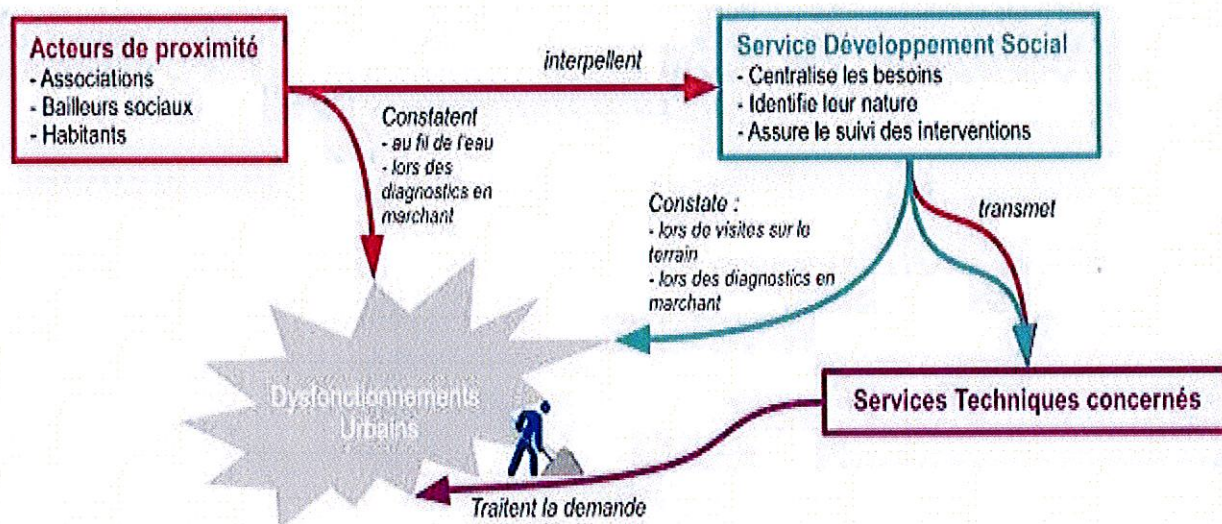 Acteurs de proximité
- Associations
- Bailleurs sociaux
- Habitants
interpellent
Service Développement Social
- Centralise les besoins
- Identifie leur nature
- Assure le suivi des interventions
Constatent
- au fil de l'eau
- lors des
diagnostics en
marchant
Constate :
- lors de visites sur le
terrain
- lors des diagnostics en
marchant
transmet
Dysfonctionnements
Urbains
Services Techniques concernés
Traitent la demande